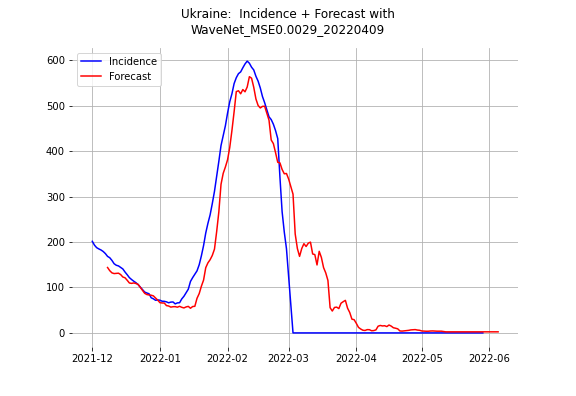 Ukraine:  Incidence + Forecast with
WaveNet_MSE0.0029_20220409
Incidence
Forecast
600
500
400
300
200
100
0
2021-12 2022-01 2022-02 2022-03 2022-04 2022-05 2022-06